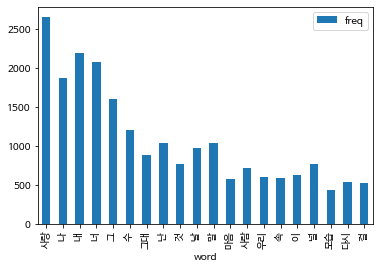 freq
2500
2000
1500
1000
500
0
사랑
나
내
너
그
수
그대
난
것
날
말
마음
사람
우리
속
이
널
모습
다시
걸
word